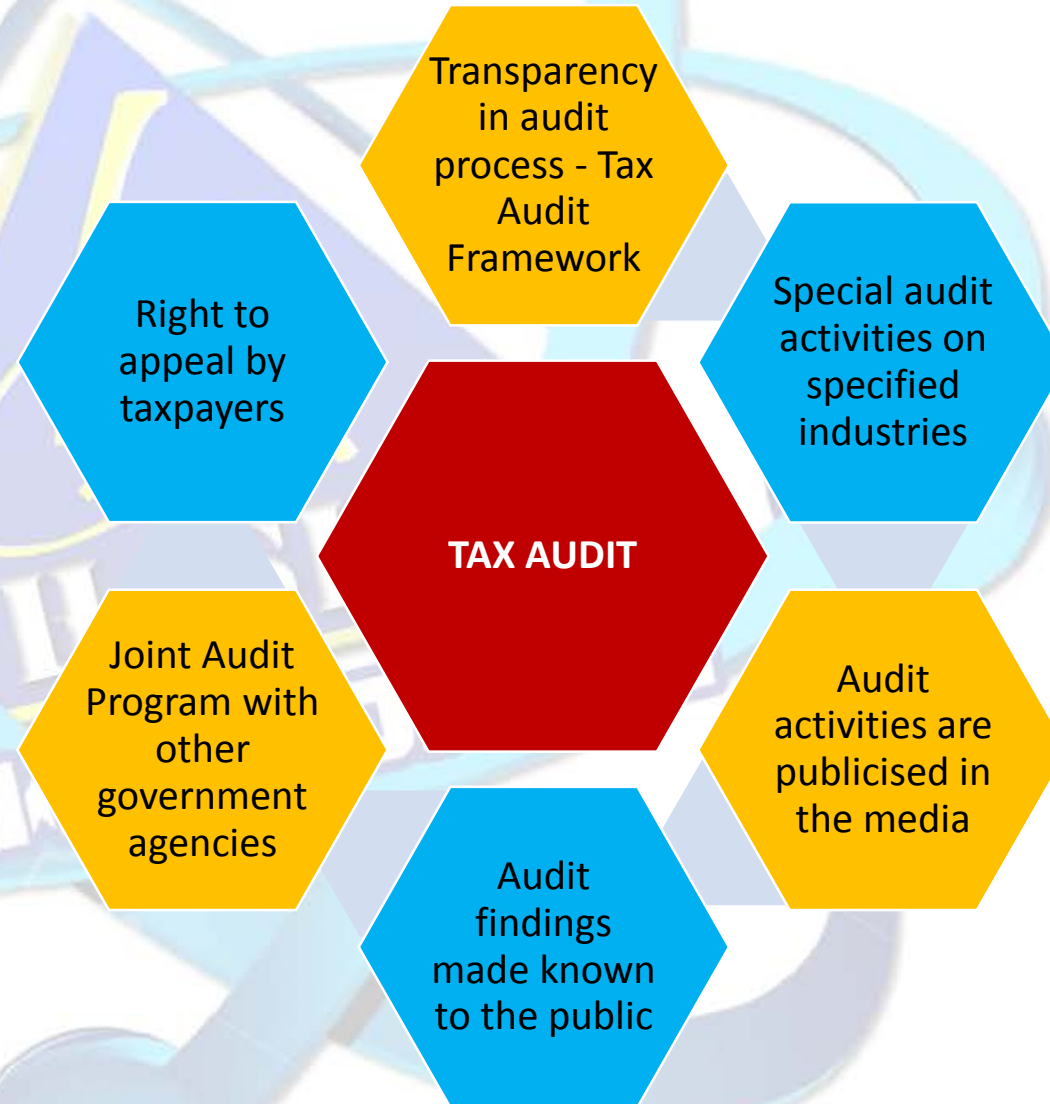 Transparency
in audit
process - Tax
Audit
Framework
Special audit
activities on
specified
industries
Right to
appeal by
taxpayers
TAX AUDIT
Joint Audit
Program with
other
government
agencies
Audit
activities are
publicised in
the media
Audit
findings
made known
to the public